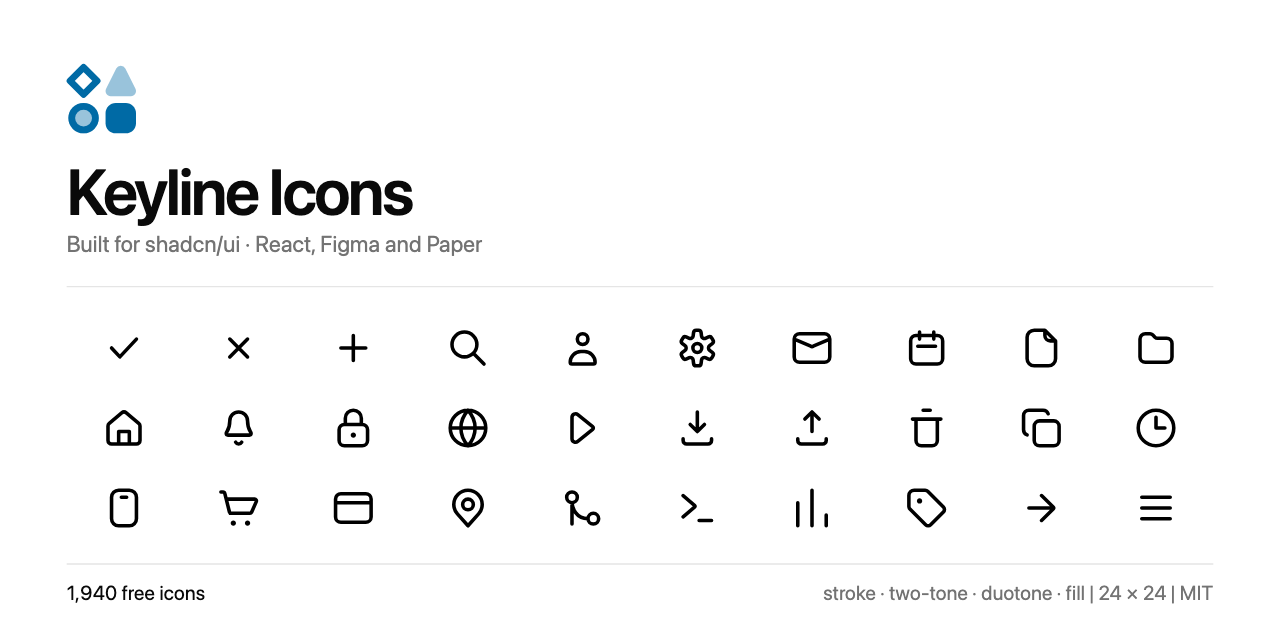 Keyline Icons
Built for shadcn/ui · React, Figma and Paper
1,940 free icons
stroke · two-tone · duotone · fill | 24 × 24 | MIT